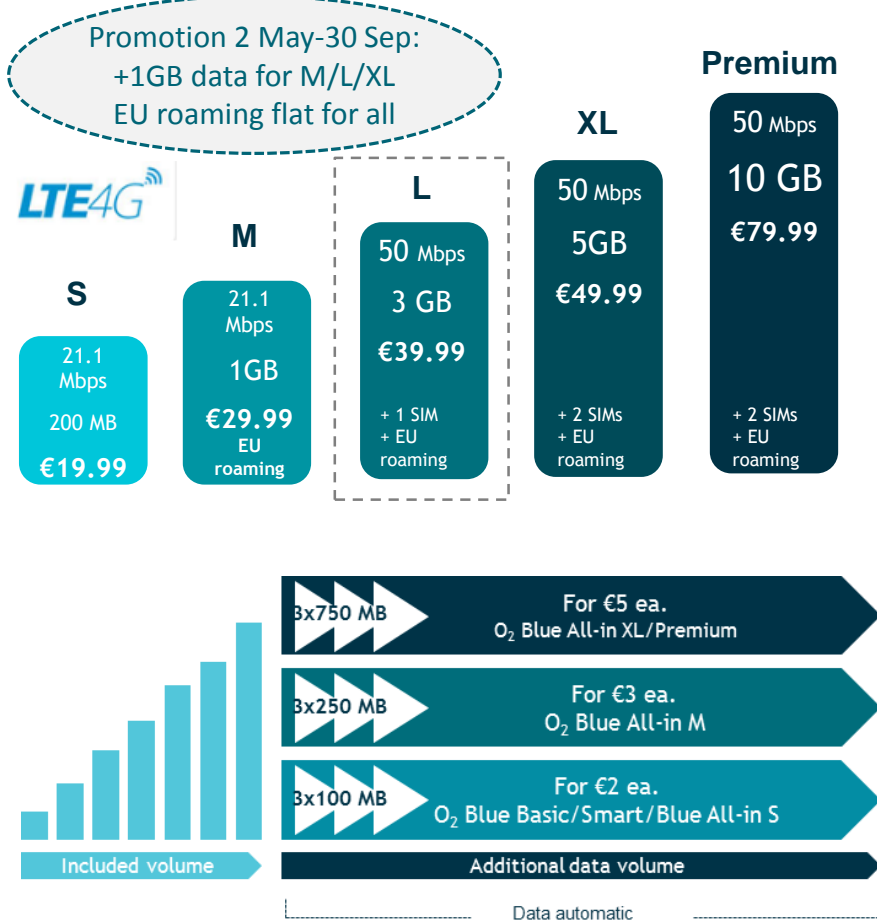 Promotion 2 May-30 Sep:
+1GB data for M/L/XL
EU roaming flat for all
LTE4G
S
21.1
Mbps
200 MB
€19.99
M
21.1
Mbps
1GB
€29.99
EU
roaming
L
50 Mbps
3 GB
€39.99
+ 1 SIM
+ EU
roaming
XL
50 Mbps
5GB
€49.99
+ 2 SIMs
+ EU
roaming
Premium
50 Mbps
10 GB
€79.99
+ 2 SIMs
+ EU
roaming
3x750 MB
For €5 ea.
O₂ Blue All-in XL/Premium
3x250 MB
For €3 ea.
O₂ Blue All-in M
3x100 MB
For €2 ea.
O₂ Blue Basic/Smart/Blue All-in S
Included volume
Additional data volume
Data automatic